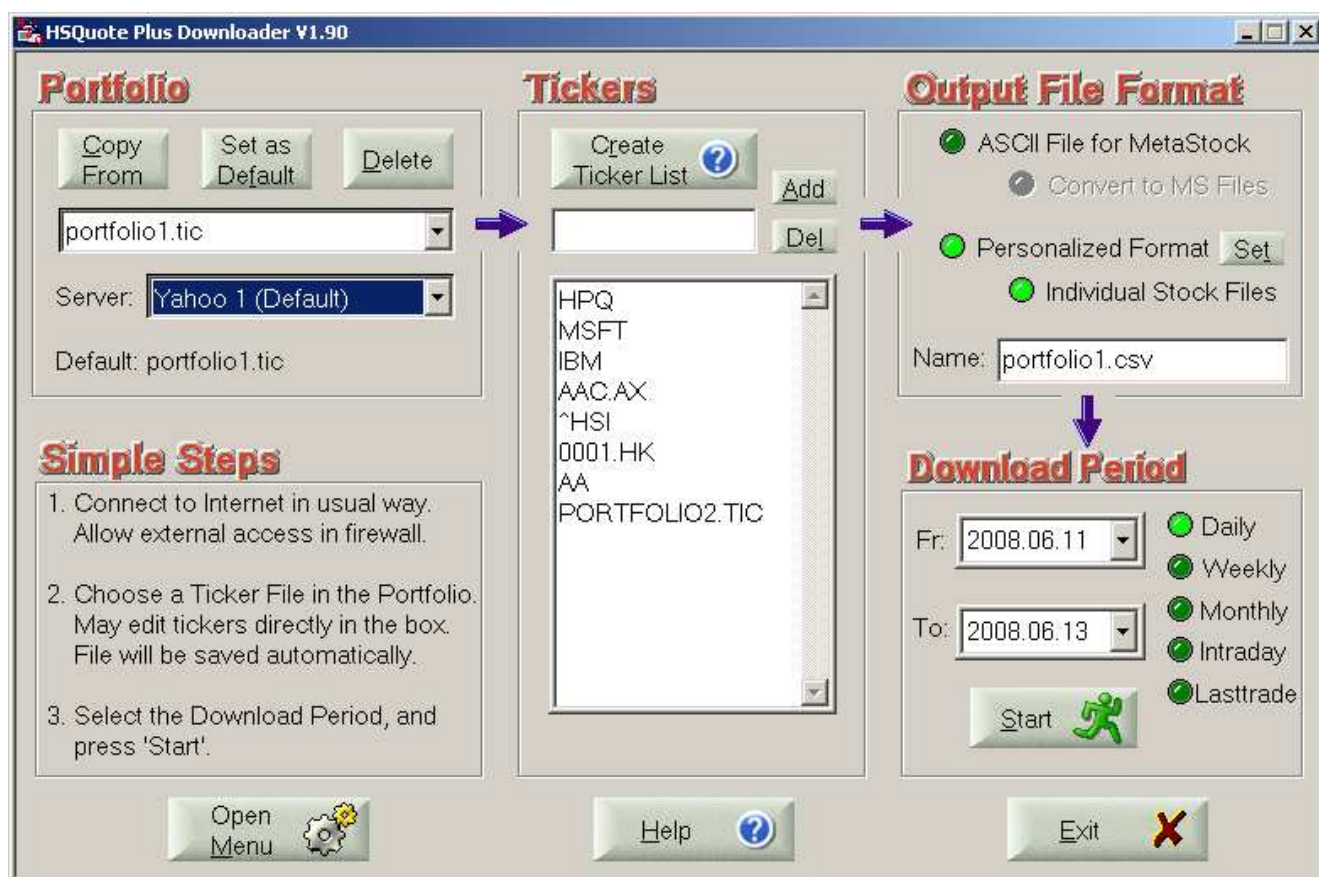 HSQuote Plus Downloader V1.90
Portfolio
Copy From
Set as Default
Delete
portfolio1.tic
Server: Yahoo 1 (Default)
Default: portfolio1.tic
Simple Steps
1. Connect to Internet in usual way.
Allow external access in firewall.
2. Choose a Ticker File in the Portfolio.
May edit tickers directly in the box.
File will be saved automatically.
3. Select the Download Period, and
press 'Start'.
Open Menu
Tickers
Create Ticker List
Add
Del
HPQ
MSFT
IBM
AAC.AX
^HSI
0001.HK
AA
PORTFOLIO2.TIC
Help
Output File Format
ASCII File for MetaStock
Convert to MS Files
Personalized Format Set
Individual Stock Files
Name: portfolio1.csv
Download Period
Fr: 2008.06.11
To: 2008.06.13
Daily
Weekly
Monthly
Intraday
Lasttrade
Start
Exit